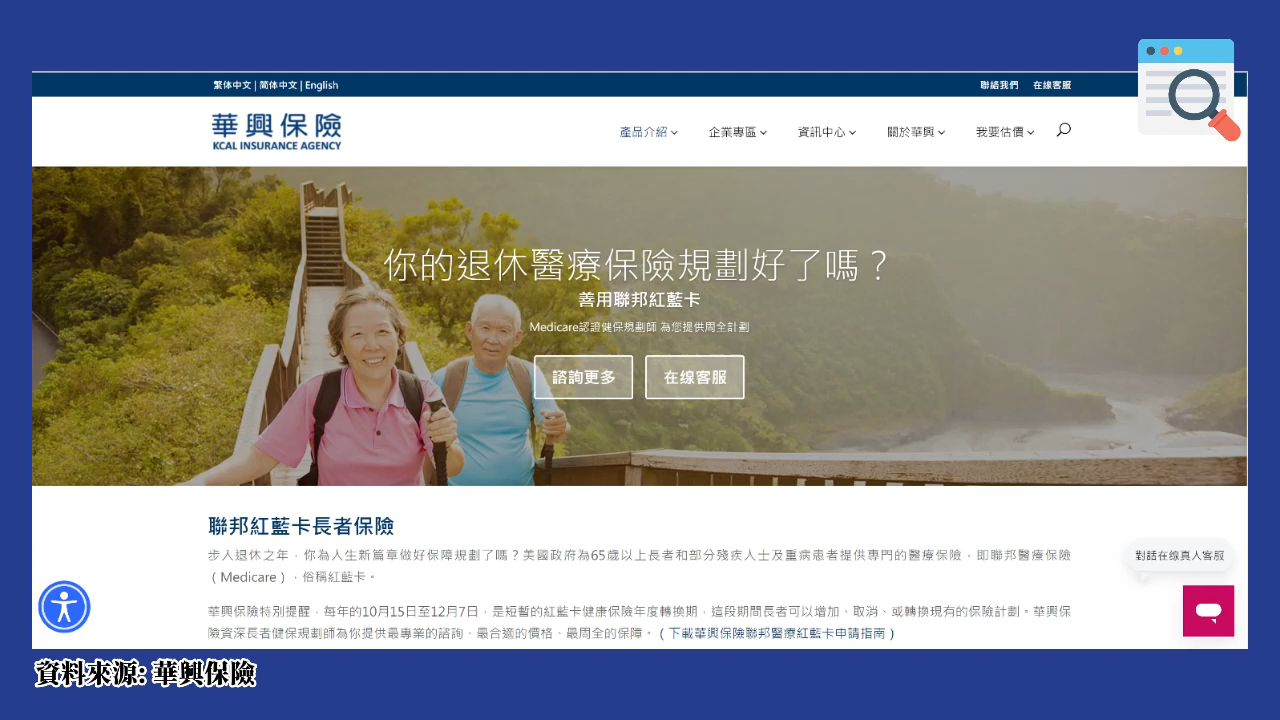 繁体中文 | 简体中文 | English
聯絡我們 在線客服
華興保險
KCAL INSURANCE AGENCY
產品介紹 企業專區 資訊中心 關於華興 我要估價
你的退休醫療保險規劃好了嗎？
善用聯邦紅藍卡
Medicare認證健保規劃師 為您提供周全計劃
諮詢更多 在线客服
聯邦紅藍卡長者保險
步入退休之年，你為人生新篇章做好保障規劃了嗎？美國政府為65歲以上長者和部分殘疾人士及重病患者提供專門的醫療保險，即聯邦醫療保險
（Medicare），俗稱紅藍卡。
對話在線真人客服
華興保險特別提醒，每年的10月15日至12月7日，是短暫的紅藍卡健康保險年度轉換期，這段期間長者可以增加、取消、或轉換現有的保險計劃。華興保
險資深長者健保規劃師為你提供最專業的諮詢、最合適的價格、最周全的保障。（下載華興保險聯邦醫療紅藍卡申請指南）
資料來源: 華興保險